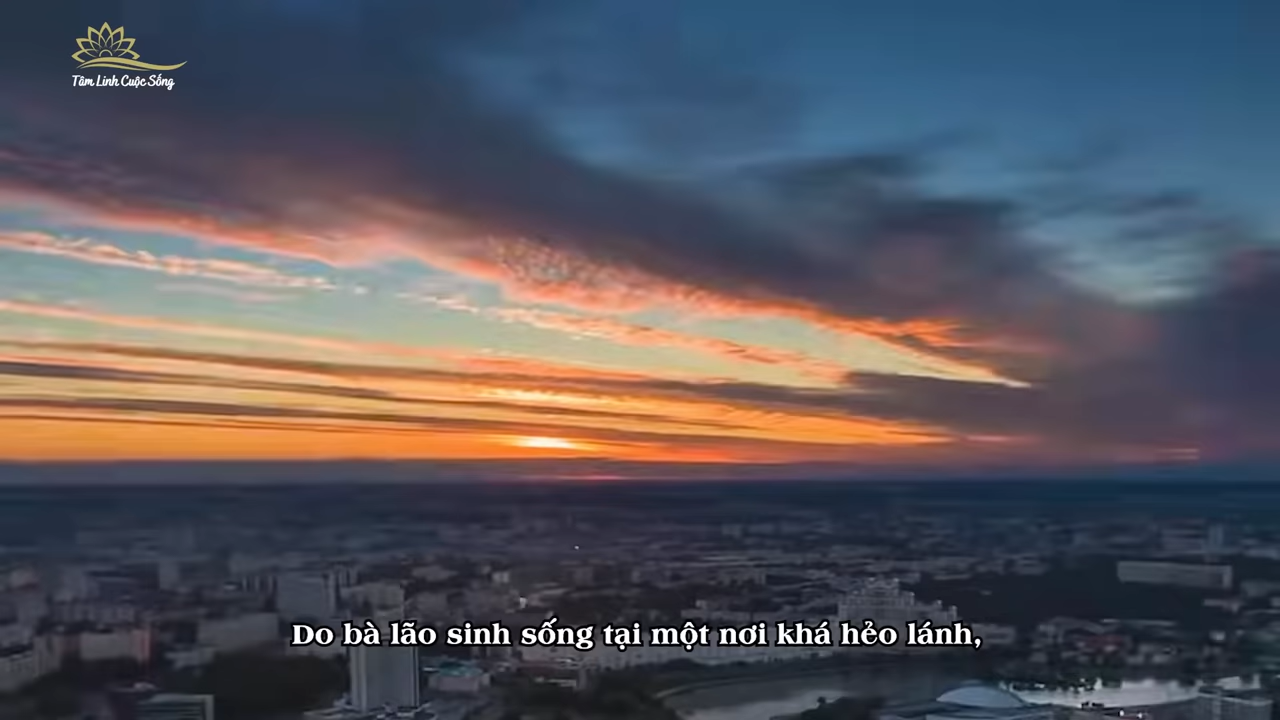 Tâm Linh Cuộc Sống
Do bà lão sinh sống tại một nơi khá hẻo lánh,